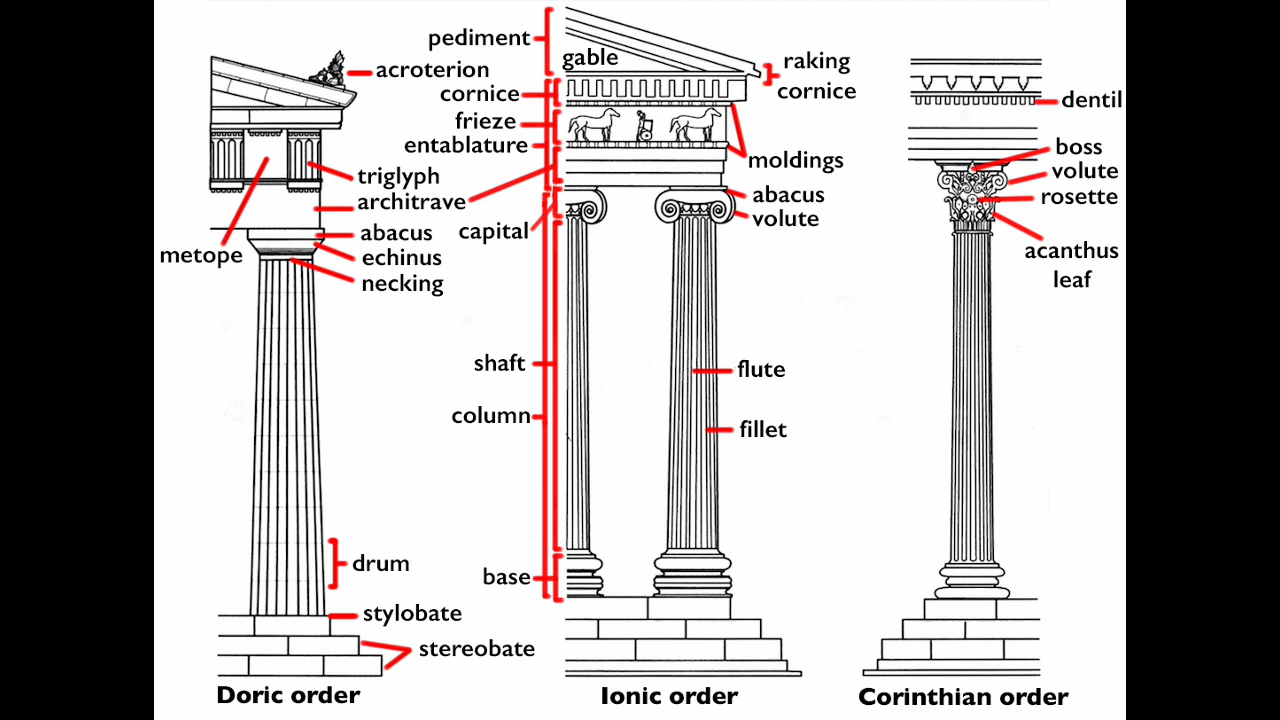 pediment
gable
raking
cornice
acroterion
cornice
dentil
frieze
entablature
moldings
boss
volute
triglyph
rosette
architrave
abacus
volute
capital
abacus
echinus
metope
necking
acanthus
leaf
shaft
flute
column
fillet
drum
base
stylobate
stereobate
Doric order
Ionic order
Corinthian order